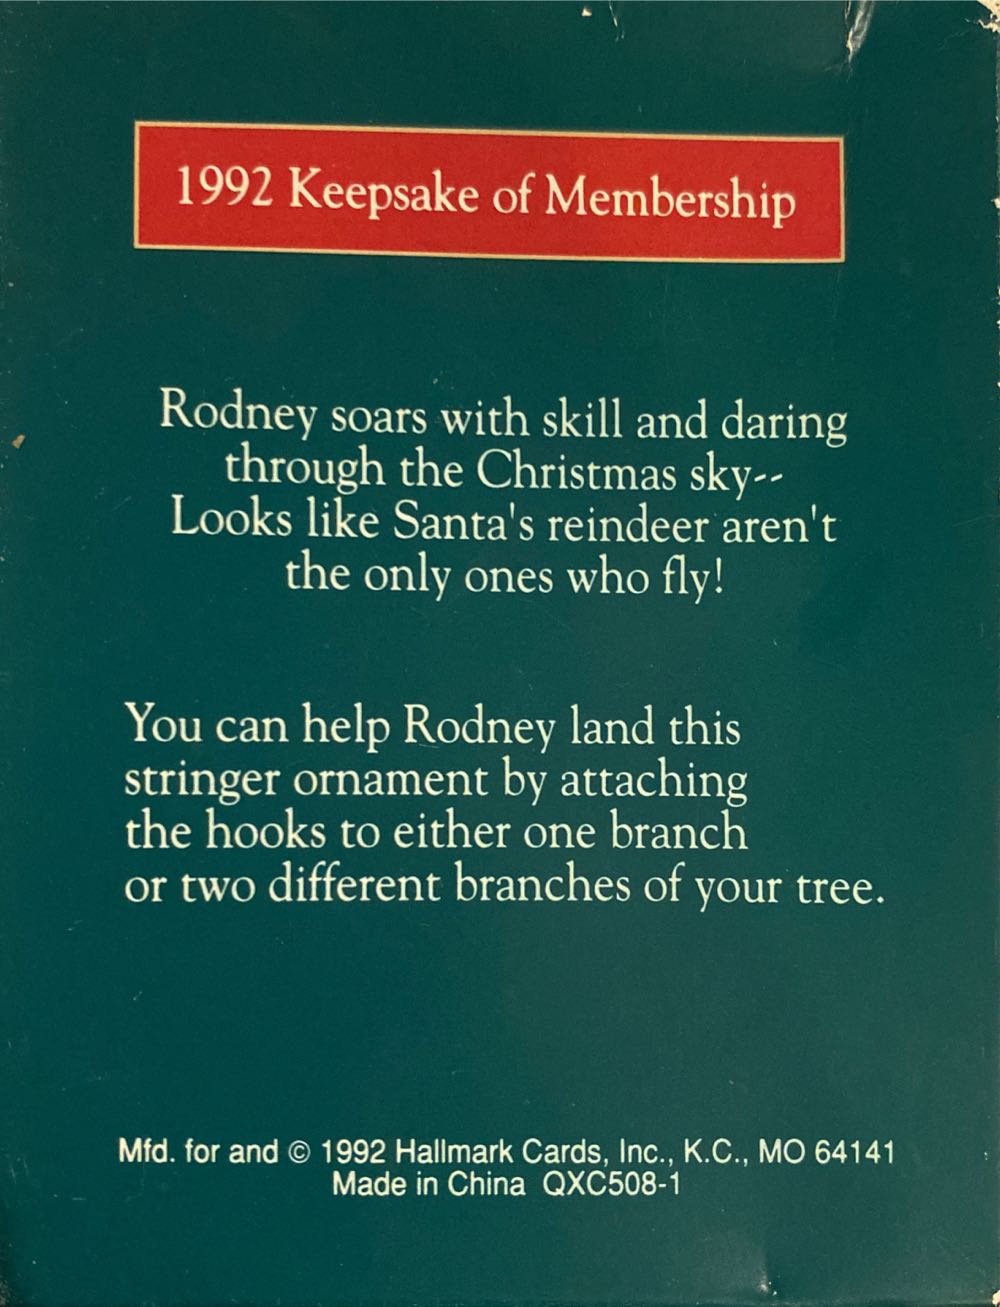 1992 Keepsake of Membership
Rodney soars with skill and daring
through the Christmas sky--
Looks like Santa's reindeer aren't
the only ones who fly!
You can help Rodney land this
stringer ornament by attaching
the hooks to either one branch
or two different branches of your tree.
Mfd. for and © 1992 Hallmark Cards, Inc., K.C., MO 64141
Made in China QXC508-1